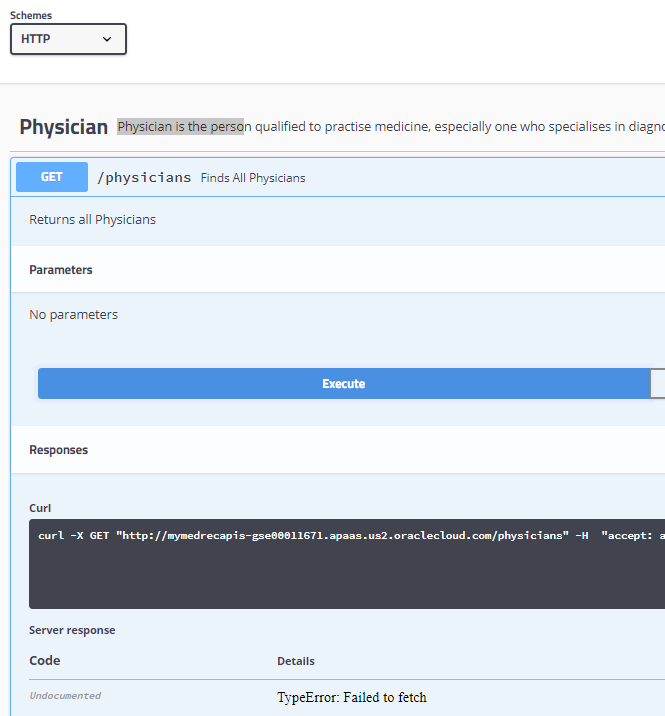 Schemes
HTTP
Physician Physician is the person qualified to practise medicine, especially one who specialises in diagno
GET /physicians Finds All Physicians
Returns all Physicians
Parameters
No parameters
Execute
Responses
Curl
curl -X GET "http://mymedrecapis-gse00011671.apaas.us2.oraclecloud.com/physicians" -H "accept: a
Server response
Code Details
Undocumented TypeError: Failed to fetch